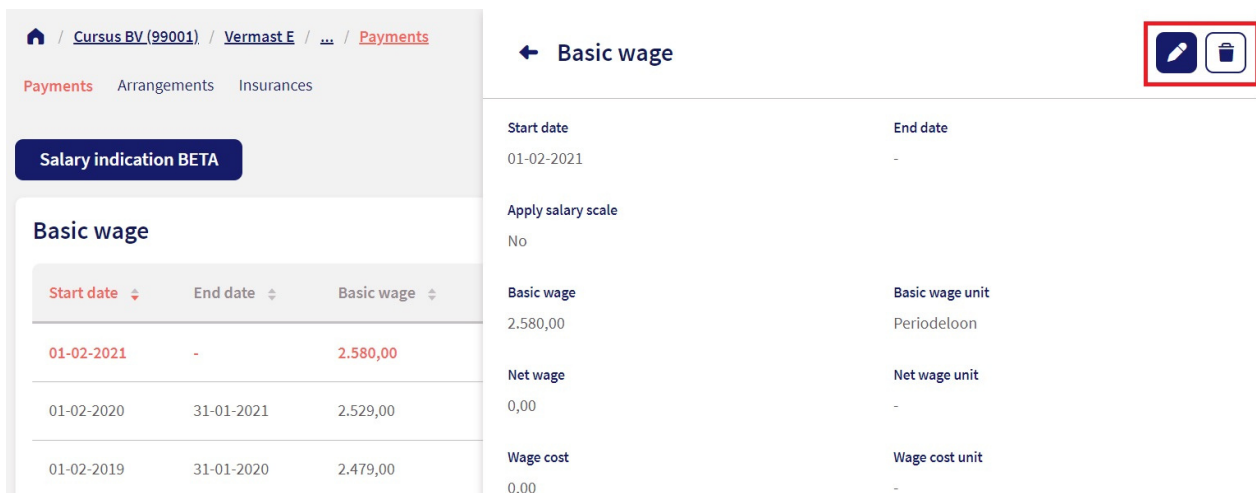 / Cursus BV (99001) / Vermast E / ... / Payments
Payments Arrangements Insurances
Salary indication BETA
Basic wage
Start date End date Basic wage
01-02-2021 - 2.580,00
01-02-2020 31-01-2021 2.529,00
01-02-2019 31-01-2020 2.479,00
Basic wage
Start date End date
01-02-2021 -
Apply salary scale
No
Basic wage Basic wage unit
2.580,00 Periodeloon
Net wage Net wage unit
0,00 -
Wage cost Wage cost unit
0,00 -